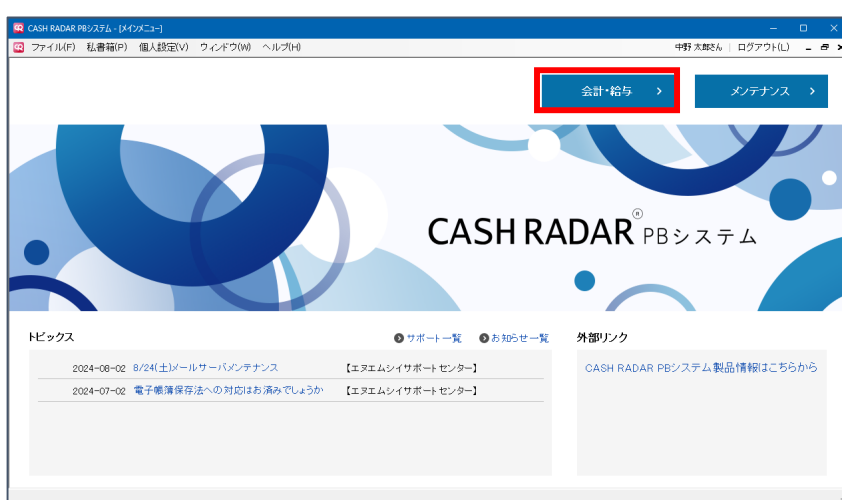 CASH RADAR PBシステム - [メインメニュー]
ファイル(F) 私書箱(P) 個人設定(V) ウィンドウ(W) ヘルプ(H) 中野 太郎さん | ログアウト(L)
会計・給与 メンテナンス
CASH RADAR® PBシステム
トピックス サポート一覧 お知らせ一覧 外部リンク
2024-08-02 8/24(土)メールサーバメンテナンス 【エヌエムシイサポートセンター】 CASH RADAR PBシステム製品情報はこちらから
2024-07-02 電子帳簿保存法への対応はお済みでしょうか 【エヌエムシイサポートセンター】